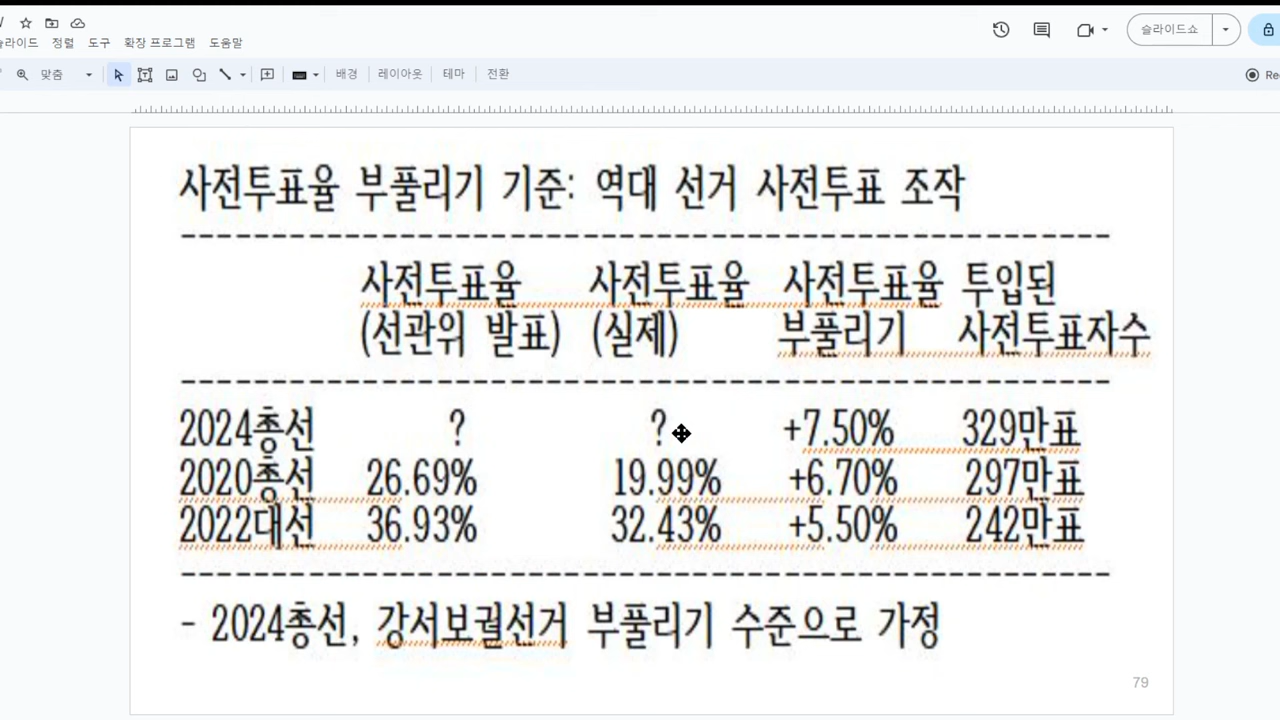 슬라이드 정렬 도구 확장 프로그램 도움말
슬라이드쇼
맞춤 배경 레이아웃 테마 전환
사전투표율 부풀리기 기준: 역대 선거 사전투표 조작
사전투표율 사전투표율 사전투표율 투입된
(선관위 발표) (실제) 부풀리기 사전투표자수
2024총선 ? ? +7.50% 329만표
2020총선 26.69% 19.99% +6.70% 297만표
2022대선 36.93% 32.43% +5.50% 242만표
- 2024총선, 강서보궐선거 부풀리기 수준으로 가정
79